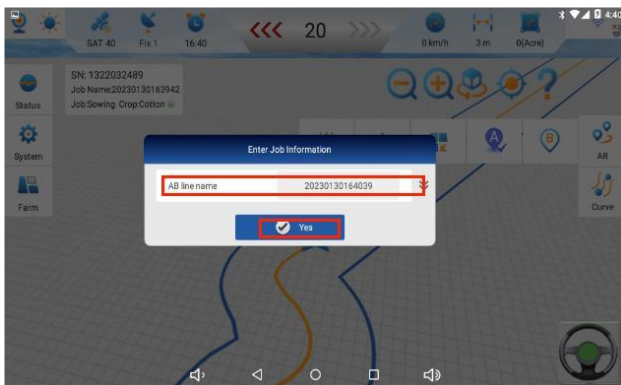 4:40
20
SAT 40
Fix 1
16:40
0 km/h
3 m
0(Acre)
SN: 1322032489
Job Name:20230130163942
Job:Sowing Crop:Cotton
Status
System
Farm
A
B
AB
Curve
Enter Job Information
AB line name
20230130164039
Yes